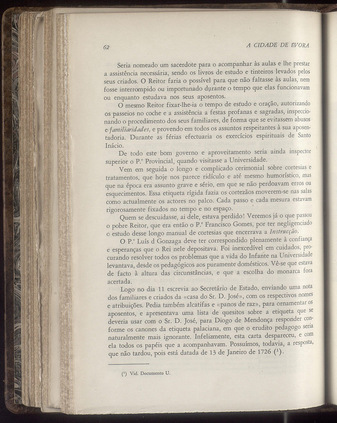 62
A CIDADE DE EVORA
Seria nomeado um sacerdote para o acompanhar às aulas e lhe prestar
a assistência necessária, sendo os livros de estudo e tinteiros levados pelos
seus criados. O Reitor faria o possível para que não faltasse às aulas, nem
fosse interrompido ou importunado durante o tempo que elas funcionavam
ou enquanto estudava nos seus aposentos.
O mesmo Reitor fixar-lhe-ia o tempo de estudo e oração, autorizando
os passeios no coche e a assistência a festas profanas e sagradas, inspeccio-
nando o procedimento dos seus familiares, de forma que se evitassem abusos
e familiaridades, e provendo em todos os assuntos respeitantes à sua aposen-
tadoria. Durante as férias efectuaria os exercícios espirituais de Santo
Inácio.
De todo este bom governo e aproveitamento seria ainda inspector
superior o P.e Provincial, quando visitasse a Universidade.
Vem em seguida o longo e complicado cerimonial sobre cortesias e
tratamentos, que hoje nos parece ridículo e até mesmo humorístico, mas
que na época era assunto grave e sério, em que se não perdoavam erros ou
esquecimentos. Essa etiqueta rígida fazia os cortesãos moverem-se nas salas
como actualmente os actores no palco. Cada passo e cada mesura estavam
rigorosamente fixados no tempo e no espaço.
Quem se descuidasse, ai dele, estava perdido! Veremos já o que passou
o pobre Reitor, que era então o P.e Francisco Gomes, por ter negligenciado
o estudo desse longo manual de cortesias que encerrava a Instrução.
O P.e Luís d Gonzaga deve ter correspondido plenamente à confiança
e esperanças que o Rei nele depositava. Foi inexcedível em cuidados, pro-
curando resolver todos os problemas que a vida do Infante na Universidade
levantava, desde os pedagógicos aos puramente domésticos. Vê-se que estava
de facto à altura das circunstâncias, e que a escolha do monarca fora
acertada.
Logo no dia 11 escrevia ao Secretário de Estado, enviando uma nota
dos familiares e criados da «casa do Sr. D. José», com os respectivos nomes
e atribuições. Pedia também alcatifas e «panos de raz», para ornamentar os
aposentos, e apresentava uma lista de quesitos sobre a etiqueta que se
deveria usar com o Sr. D. José, para Diogo de Mendonça responder con-
forme os canones da etiqueta palaciana, em que o erudito pedagogo seria
naturalmente mais ignorante. Infelizmente, esta carta desapareceu, e com
ela todos os papéis que a acompanhavam. Possuímos, todavia, a resposta,
que não tardou, pois está datada de 13 de Janeiro de 1726 (¹).
(¹) Vid. Documento U.